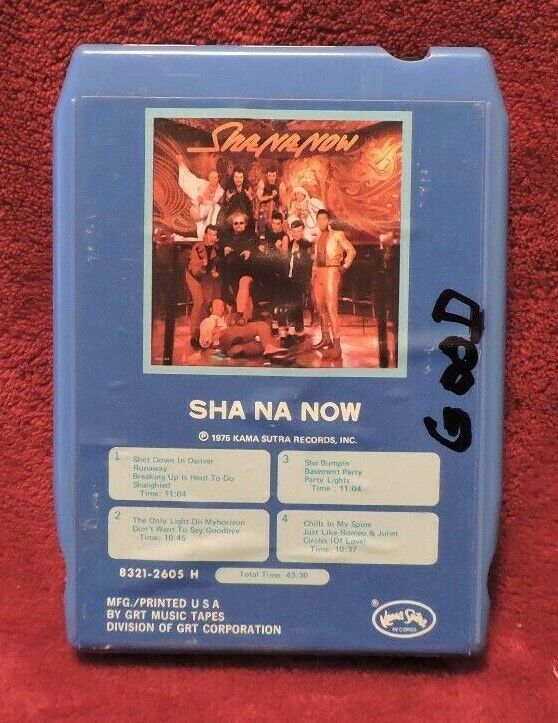 SHA NA NOW
SHA NA NOW
℗ 1975 KAMA SUTRA RECORDS, INC.
1
Shot Down In Denver
Runaway
Breaking Up Is Hard To Do
Shanghied
Time: 11:04
2
The Only Light On Myhorizon
Don't Want To Say Goodbye
Time: 10:45
3
She Bumpin'
Basement Party
Party Lights
Time : 11:04
4
Chills In My Spine
Just Like Romeo & Juliet
Circles (Of Love)
Time: 10:37
8321-2605 H
Total Time: 43:30
MFG./PRINTED U S A
BY GRT MUSIC TAPES
DIVISION OF GRT CORPORATION
Kama Sutra
RECORDS
®
GOOD